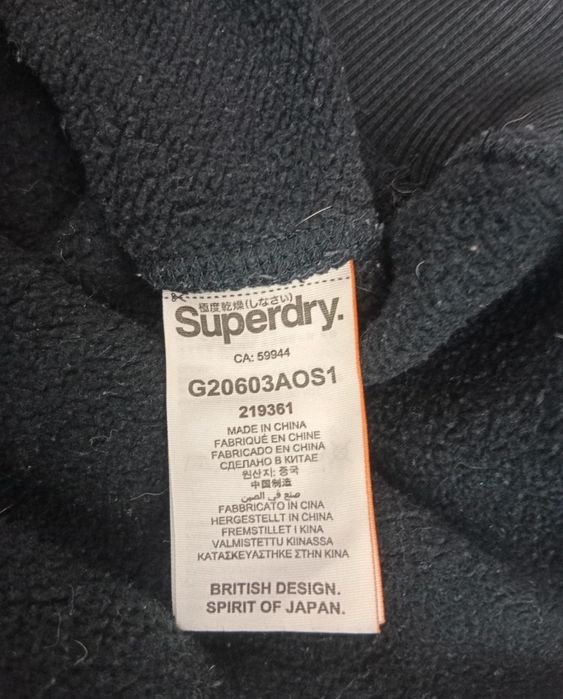 極度乾燥(しなさい)
Superdry.
CA: 59944
G20603AOS1
219361
MADE IN CHINA
FABRIQUÉ EN CHINE
FABRICADO EN CHINA
СДЕЛАНО В КИТАЕ
원산지: 중국
中国制造
صنع في الصين
FABBRICATO IN CINA
HERGESTELLT IN CHINA
FREMSTILLET I KINA
VALMISTETTU KIINASSA
ΚΑΤΑΣΚΕΥΑΣΤΗΚΕ ΣΤΗΝ ΚΙΝΑ
BRITISH DESIGN.
SPIRIT OF JAPAN.